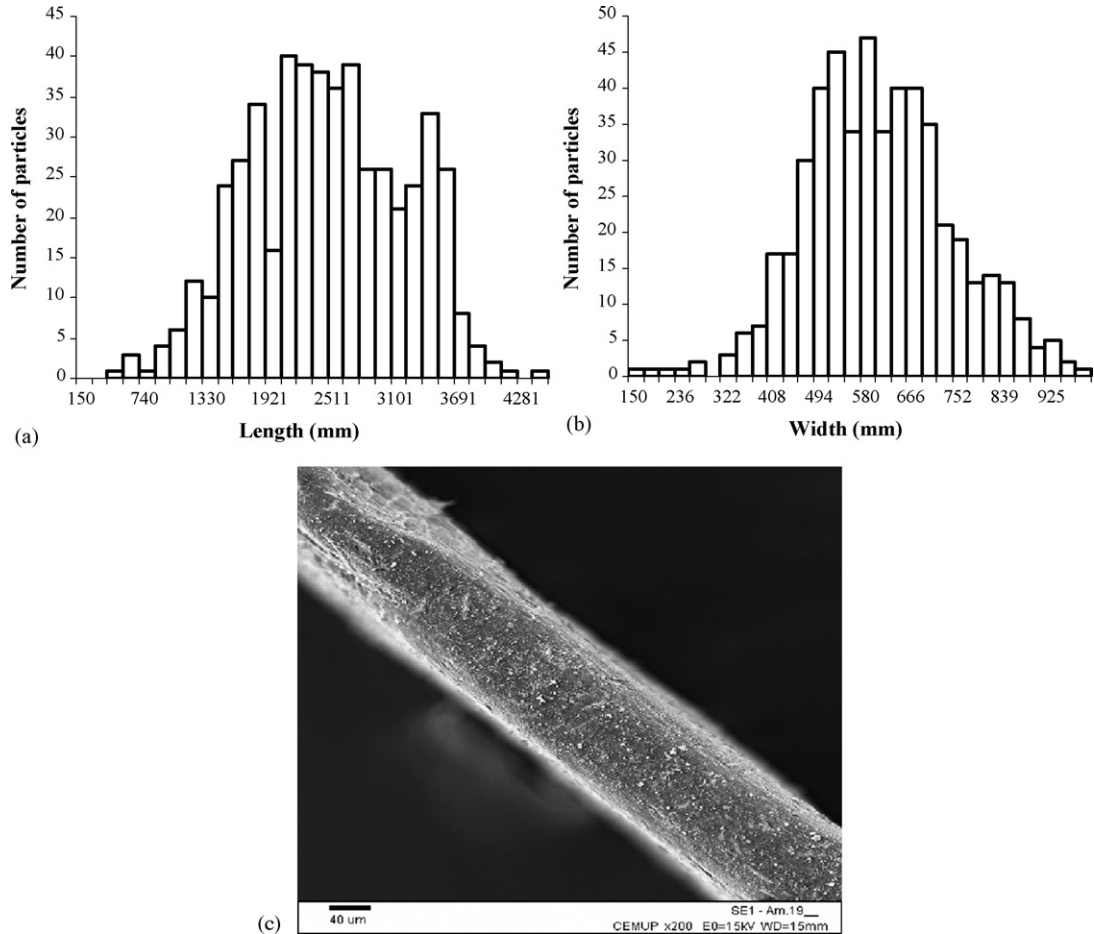 45
40
35
30
25
20
15
10
5
0
Number of particles
150 740 1330 1921 2511 3101 3691 4281
Length (mm)
(a)
50
45
40
35
30
25
20
15
10
5
0
Number of particles
150 236 322 408 494 580 666 752 839 925
Width (mm)
(b)
(c)
40 um
SE1 - Am.19__
CEMUP x200 E0=15kV WD=15mm